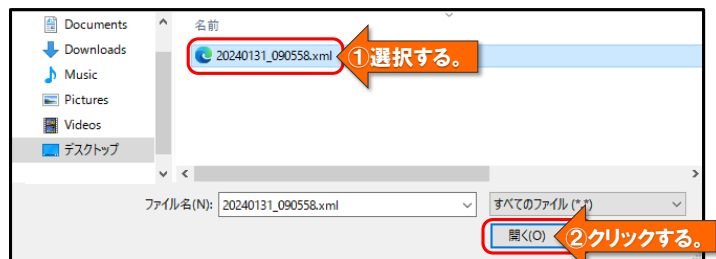 Documents
Downloads
Music
Pictures
Videos
デスクトップ
名前
20240131_090558.xml
①選択する。
ファイル名(N): 20240131_090558.xml
すべてのファイル (*.*)
開く(O)
②クリックする。